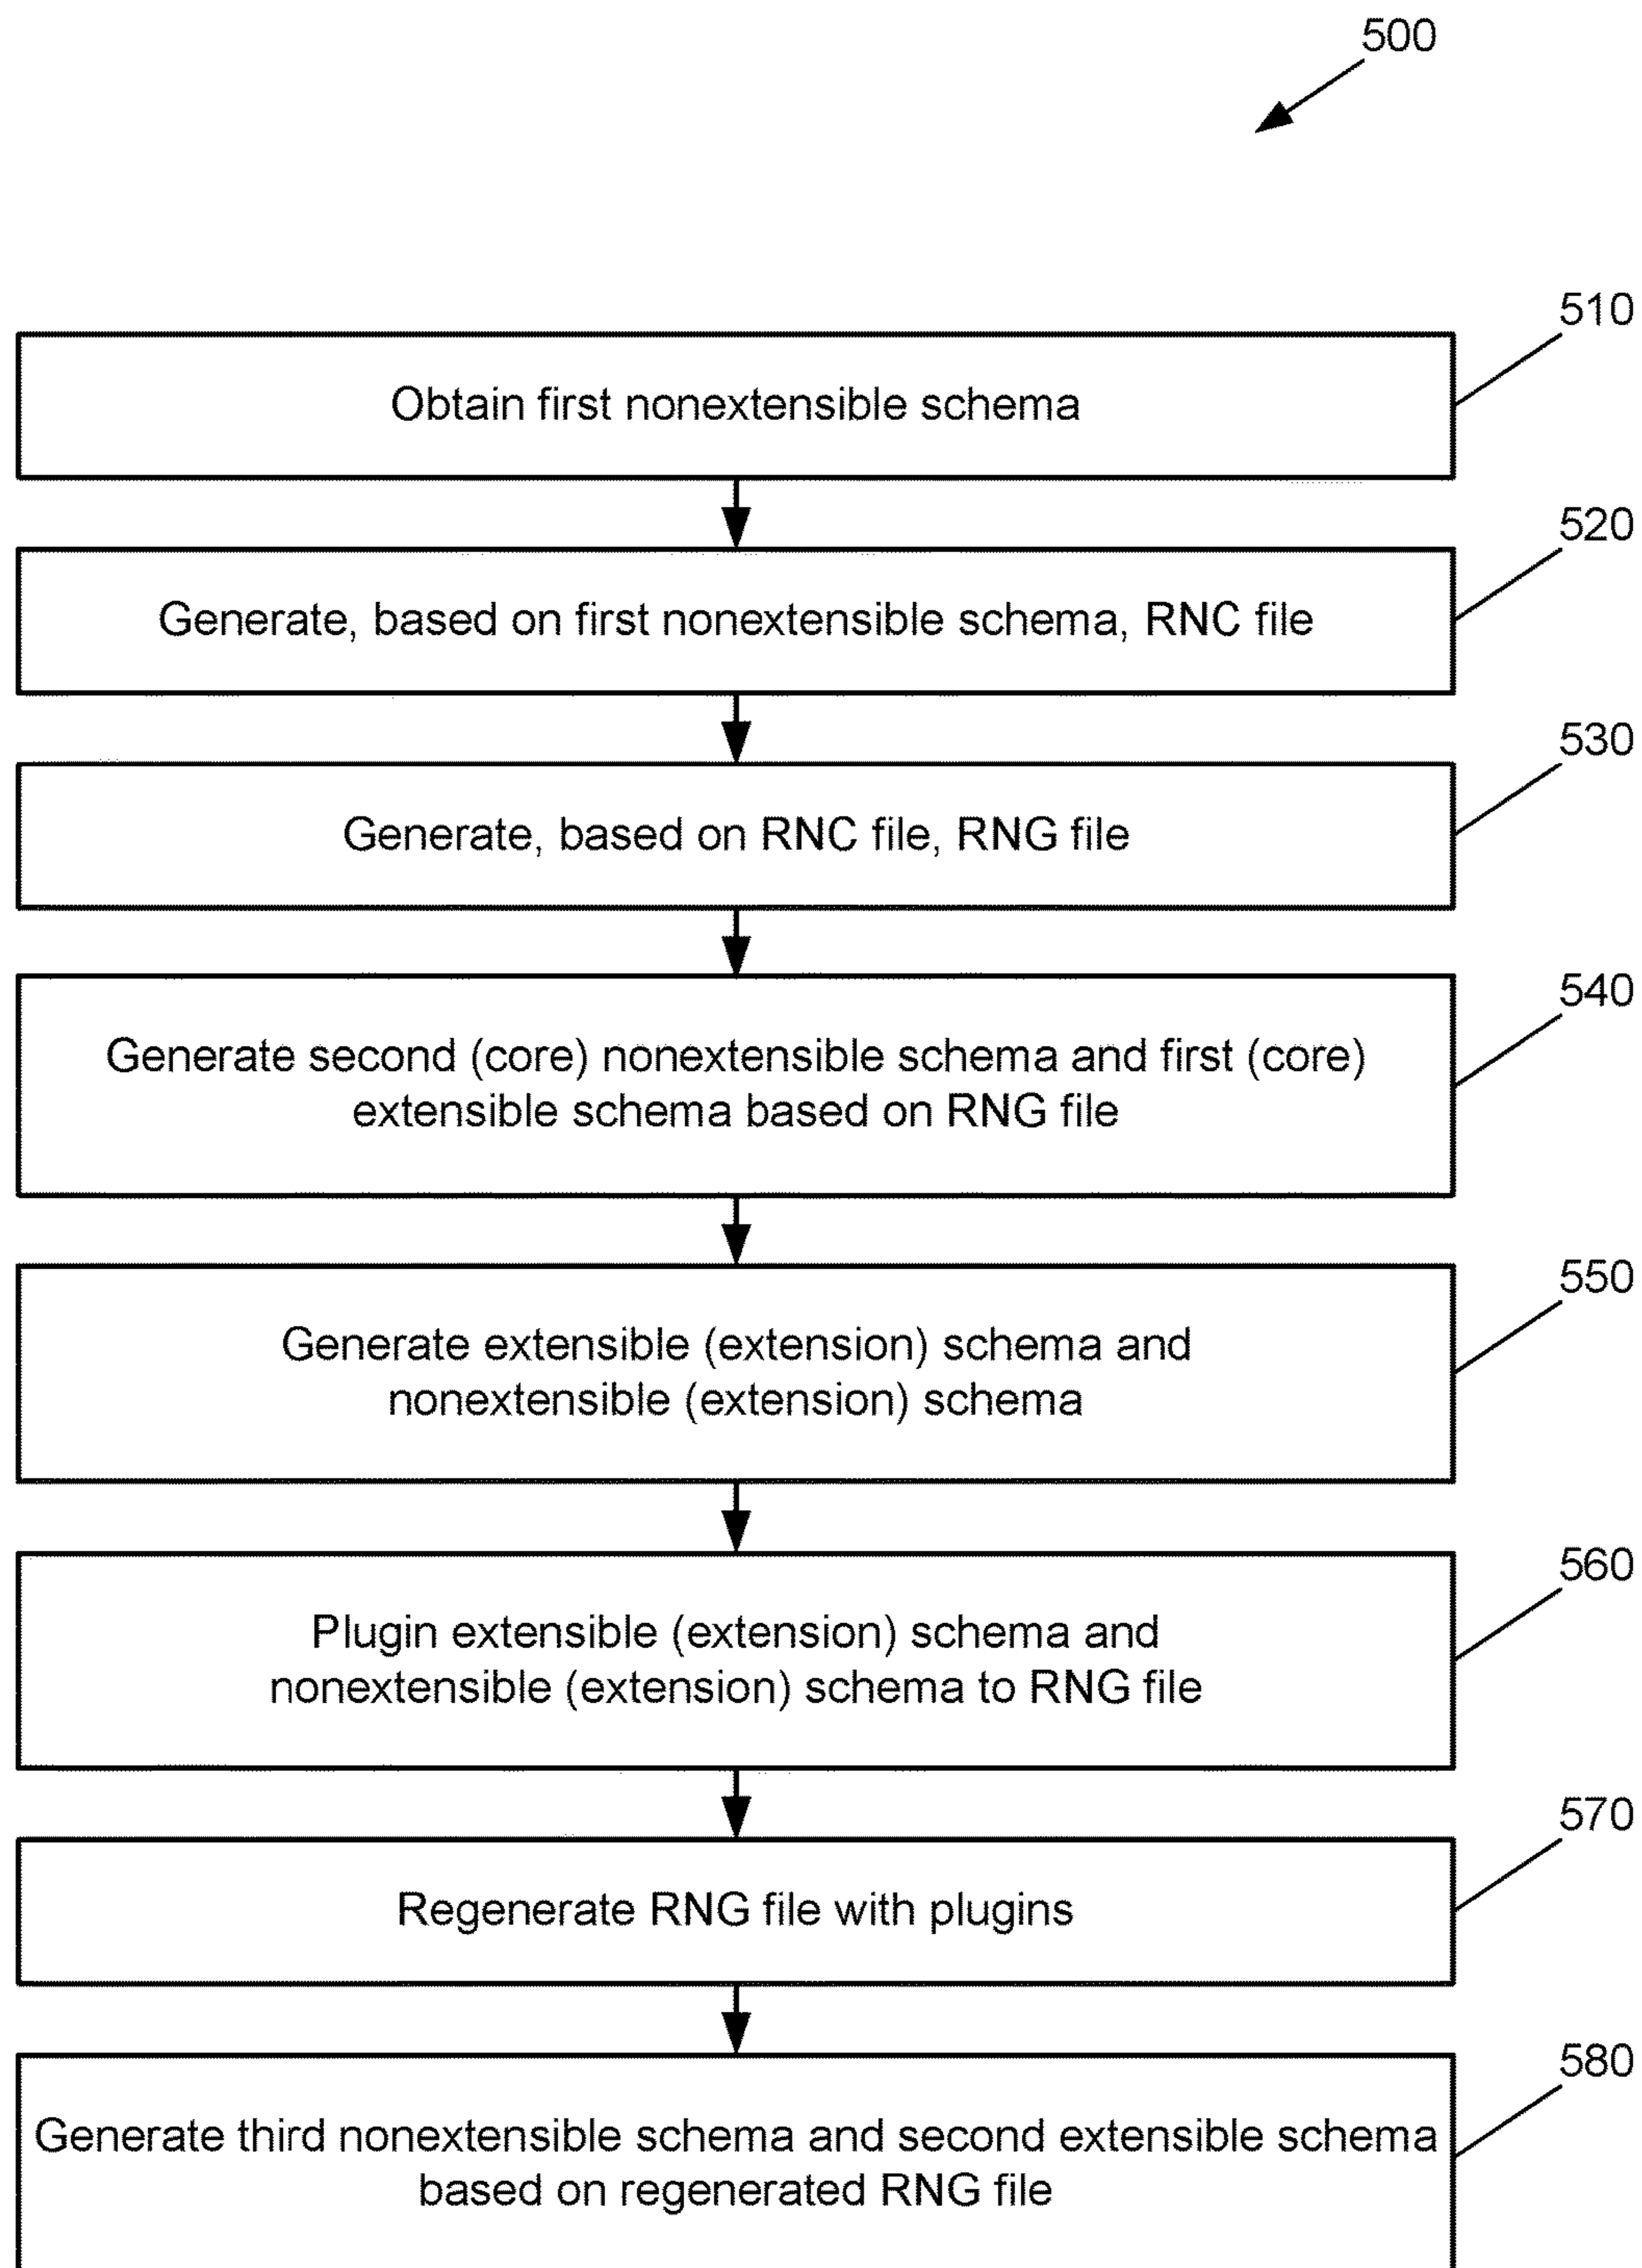 500
510
Obtain first nonextensible schema
520
Generate, based on first nonextensible schema, RNC file
530
Generate, based on RNC file, RNG file
540
Generate second (core) nonextensible schema and first (core)
extensible schema based on RNG file
550
Generate extensible (extension) schema and
nonextensible (extension) schema
560
Plugin extensible (extension) schema and
nonextensible (extension) schema to RNG file
570
Regenerate RNG file with plugins
580
Generate third nonextensible schema and second extensible schema
based on regenerated RNG file